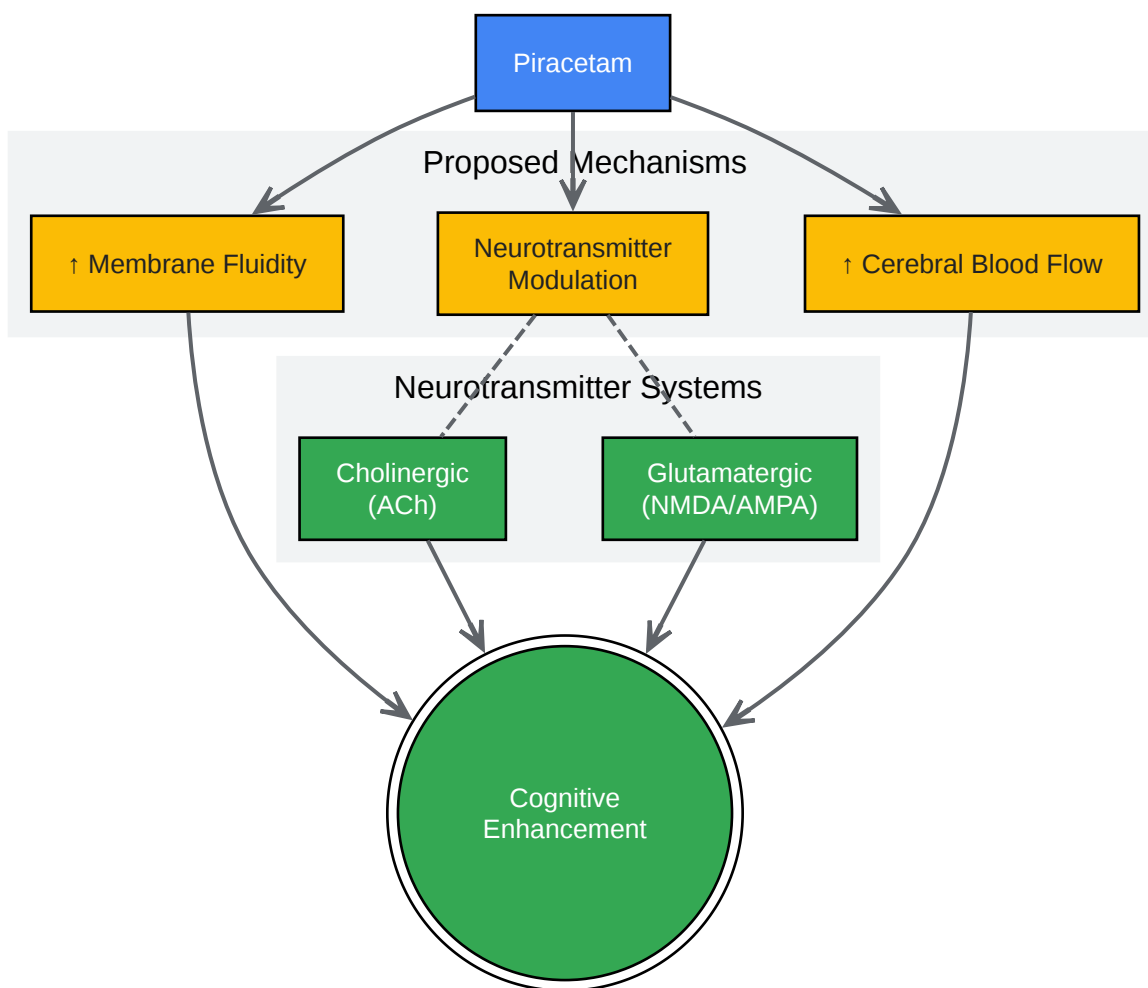 Piracetam
Proposed Mechanisms
↑ Membrane Fluidity
Neurotransmitter
Modulation
↑ Cerebral Blood Flow
Neurotransmitter Systems
Cholinergic
(ACh)
Glutamatergic
(NMDA/AMPA)
Cognitive
Enhancement